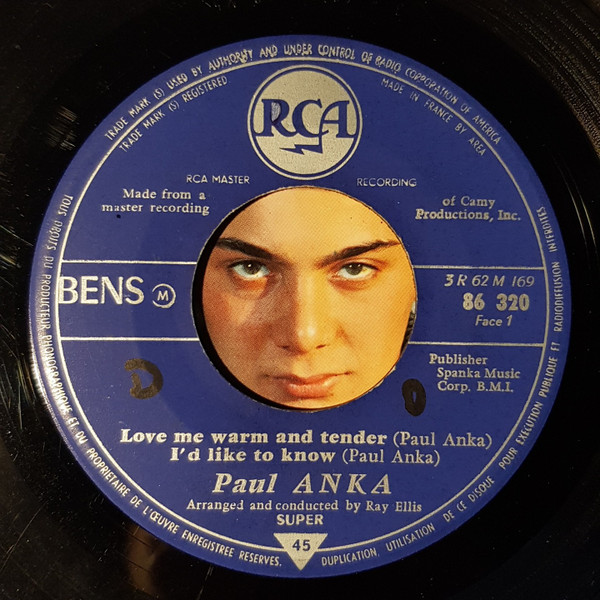 TRADE MARK (S) USED BY AUTHORITY AND UNDER CONTROL OF RADIO CORPORATION OF AMERICA
TRADE MARK (S) REGISTERED
MADE IN FRANCE BY AREA
RCA
RCA MASTER RECORDING
Made from a
master recording
of Camy
Productions, Inc.
BENS M
3 R 62 M 169
86 320
Face 1
Publisher
Spanka Music
Corp. B.M.I.
D
O
Love me warm and tender (Paul Anka)
I'd like to know (Paul Anka)
Paul ANKA
Arranged and conducted by Ray Ellis
SUPER
45
TOUS DROITS DU PRODUCTEUR PHONOGRAPHIQUE ET DU PROPRIETAIRE DE L'ŒUVRE ENREGISTREE RESERVES. DUPLICATION, UTILISATION DE CE DISQUE POUR EXECUTION PUBLIQUE ET RADIODIFFUSION INTERDITES